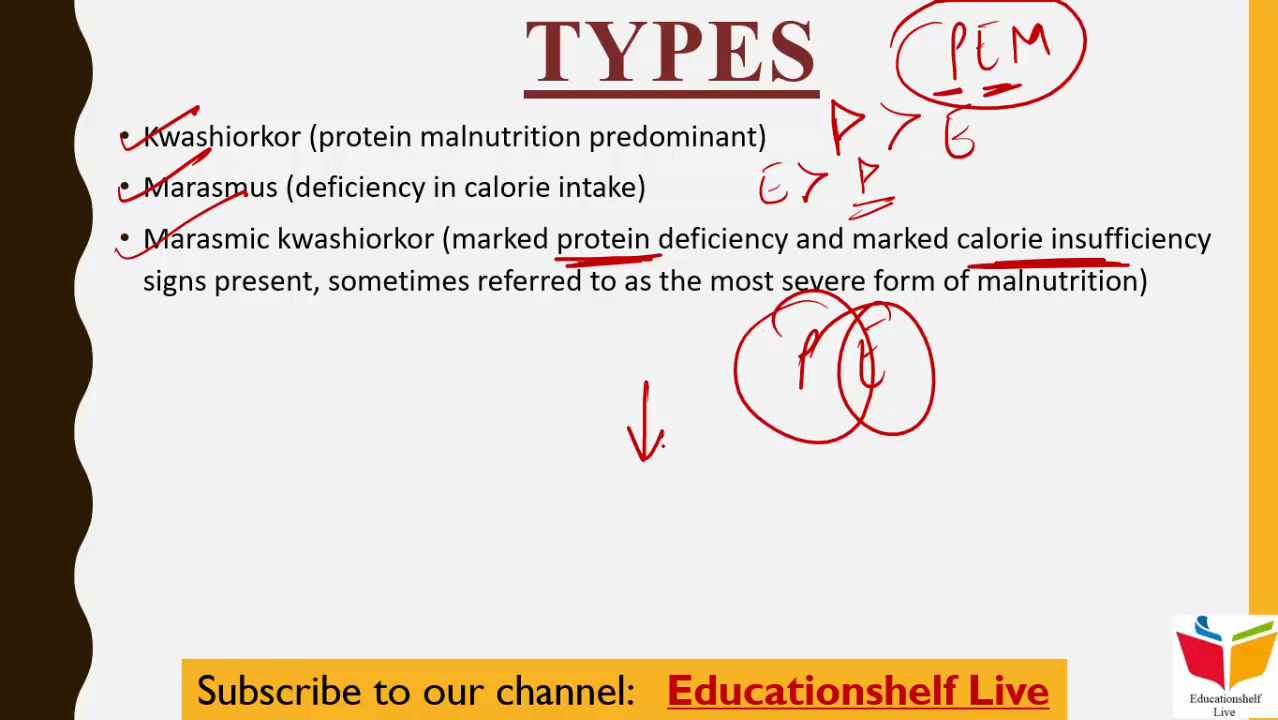 TYPES
PEM
• Kwashiorkor (protein malnutrition predominant)
P > E
• Marasmus (deficiency in calorie intake)
E > P
• Marasmic kwashiorkor (marked protein deficiency and marked calorie insufficiency
signs present, sometimes referred to as the most severe form of malnutrition)
P E
Subscribe to our channel: Educationshelf Live
Educationshelf
Live